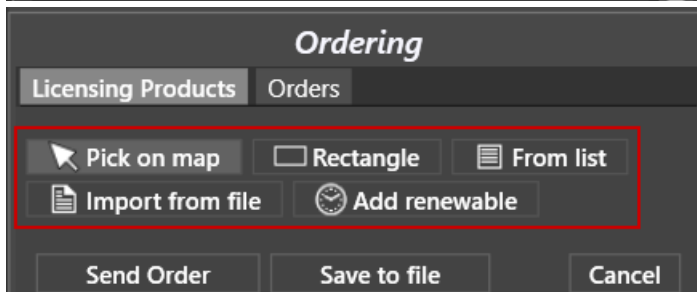 Ordering
Licensing Products Orders
Pick on map Rectangle From list
Import from file Add renewable
Send Order Save to file Cancel